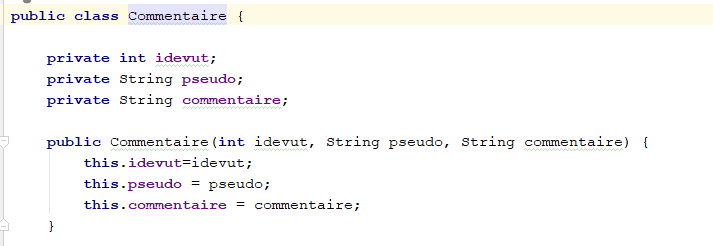 public class Commentaire {
private int idevut;
private String pseudo;
private String commentaire;
public Commentaire(int idevut, String pseudo, String commentaire) {
this.idevut=idevut;
this.pseudo = pseudo;
this.commentaire = commentaire;
}